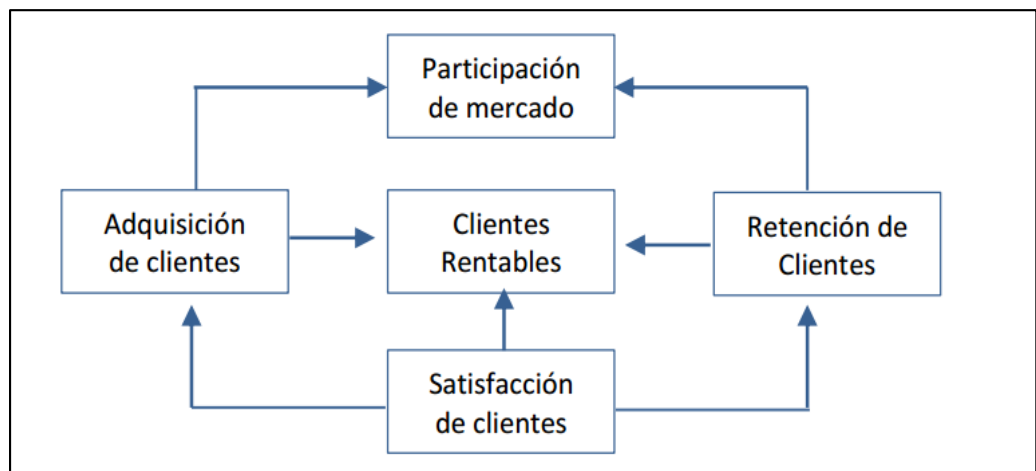 Participación
de mercado
Adquisición
de clientes
Clientes
Rentables
Retención de
Clientes
Satisfacción
de clientes